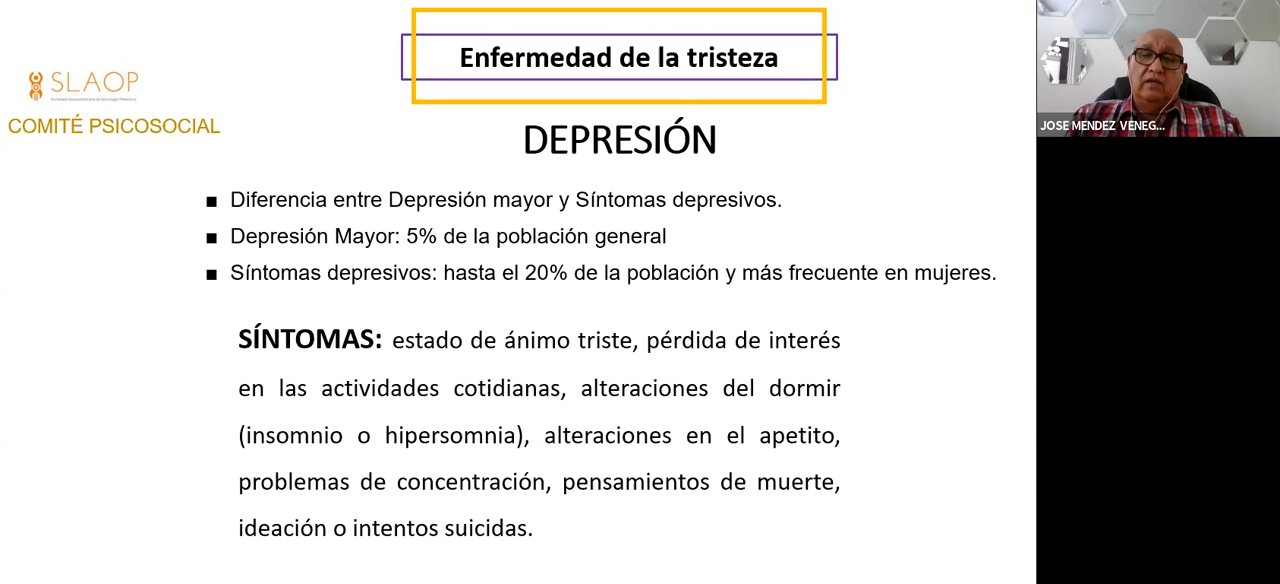 Enfermedad de la tristeza
SLAOP
COMITÉ PSICOSOCIAL
DEPRESIÓN
■ Diferencia entre Depresión mayor y Síntomas depresivos.
■ Depresión Mayor: 5% de la población general
■ Síntomas depresivos: hasta el 20% de la población y más frecuente en mujeres.
SÍNTOMAS: estado de ánimo triste, pérdida de interés
en las actividades cotidianas, alteraciones del dormir
(insomnio o hipersomnia), alteraciones en el apetito,
problemas de concentración, pensamientos de muerte,
ideación o intentos suicidas.
JOSE MENDEZ VENEG...